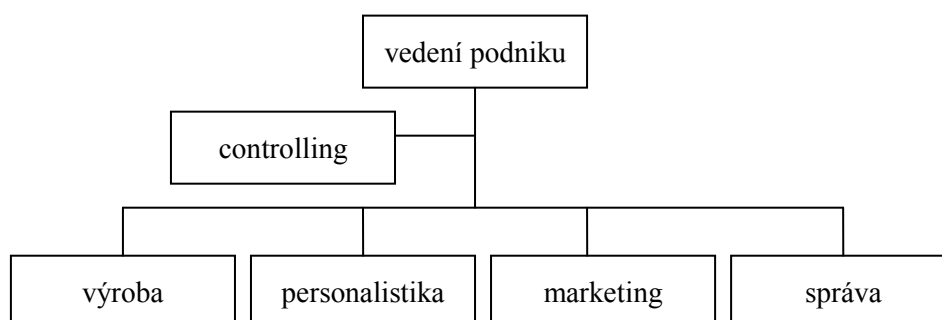 vedení podniku
controlling
výroba
personalistika
marketing
správa